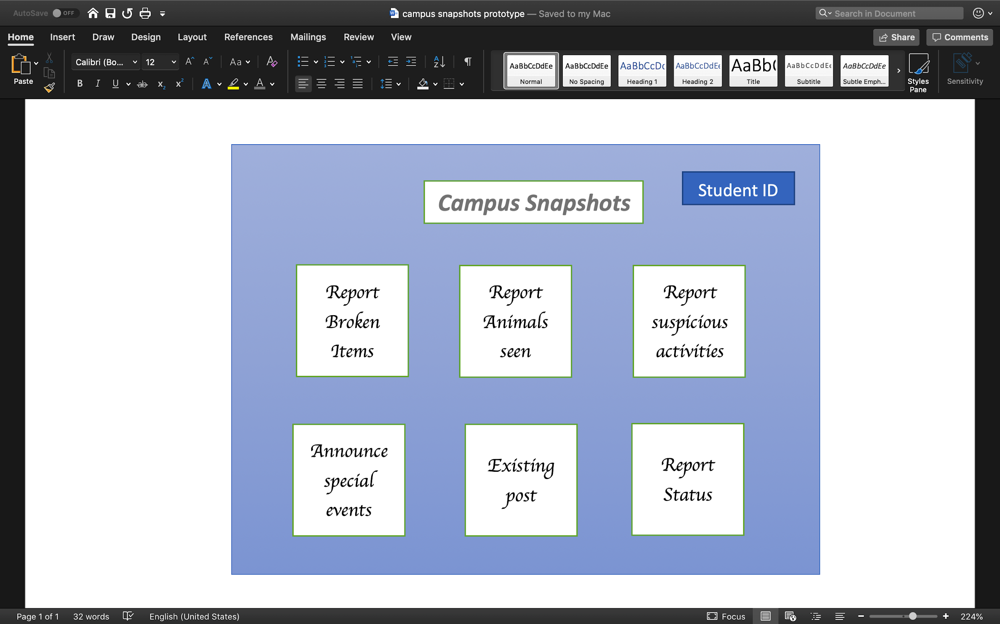 AutoSave OFF
campus snapshots prototype — Saved to my Mac
Search in Document
Home Insert Draw Design Layout References Mailings Review View
Share Comments
Paste
Calibri (Bo... 12
AaBbCcDdEe AaBbCcDdEe AaBbCcDc AaBbCcDdEe AaBb( AaBbCcDdEe AaBbCcDdEe
Normal No Spacing Heading 1 Heading 2 Title Subtitle Subtle Emph...
Styles
Pane
Sensitivity
Student ID
Campus Snapshots
Report
Broken
Items
Report
Animals
seen
Report
suspicious
activities
Announce
special
events
Existing
post
Report
Status
Page 1 of 1 32 words English (United States) Focus 224%